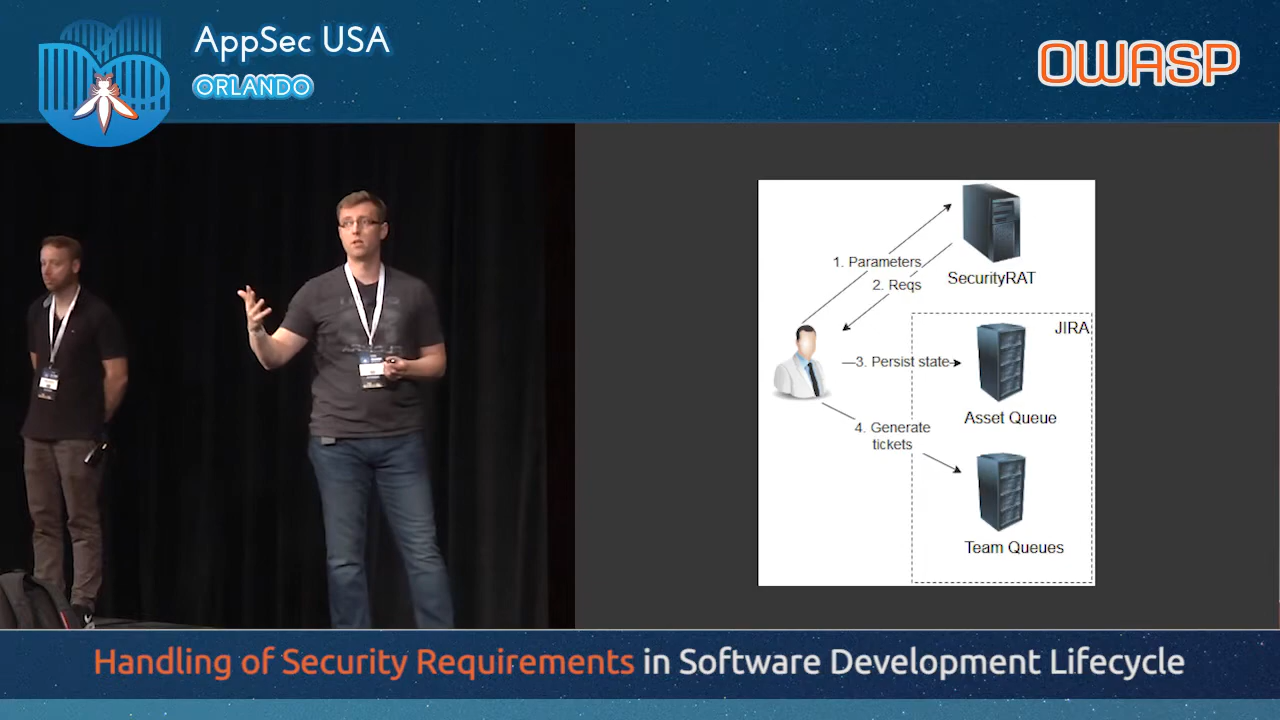 AppSec USA
ORLANDO
OWASP
1. Parameters
2. Reqs
SecurityRAT
JIRA
3. Persist state
Asset Queue
4. Generate
tickets
Team Queues
Handling of Security Requirements in Software Development Lifecycle